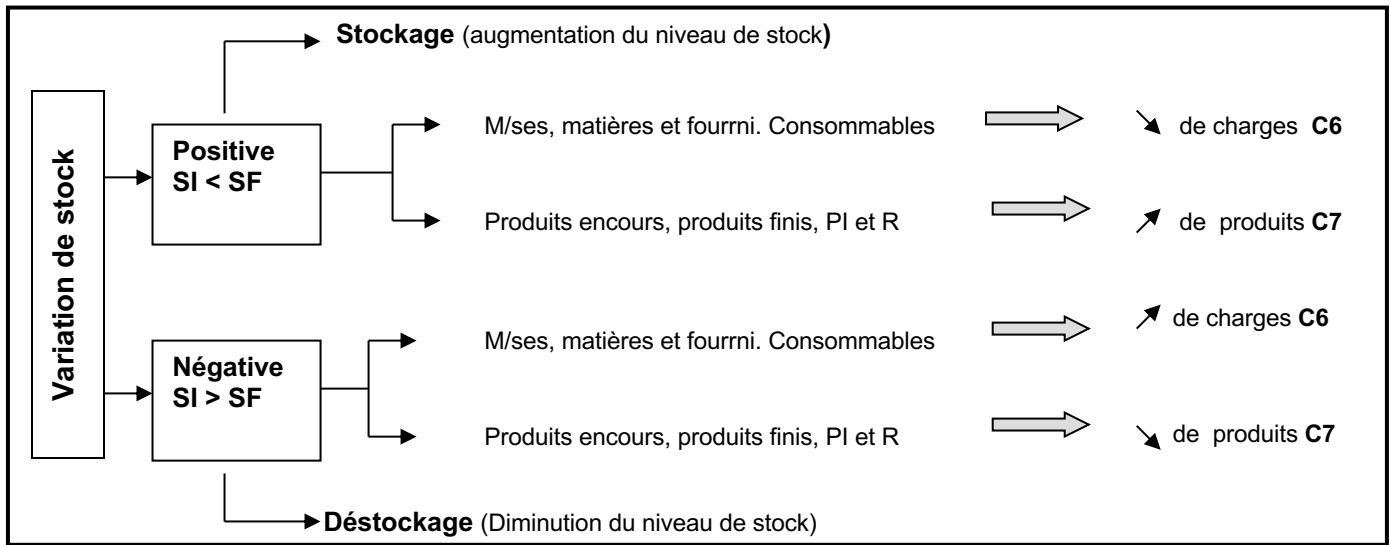 Stockage (augmentation du niveau de stock)
Variation de stock
Positive
SI < SF
M/ses, matières et fourrni. Consommables
↘ de charges C6
Produits encours, produits finis, PI et R
↗ de produits C7
Négative
SI > SF
M/ses, matières et fourrni. Consommables
↗ de charges C6
Produits encours, produits finis, PI et R
↘ de produits C7
Déstockage (Diminution du niveau de stock)